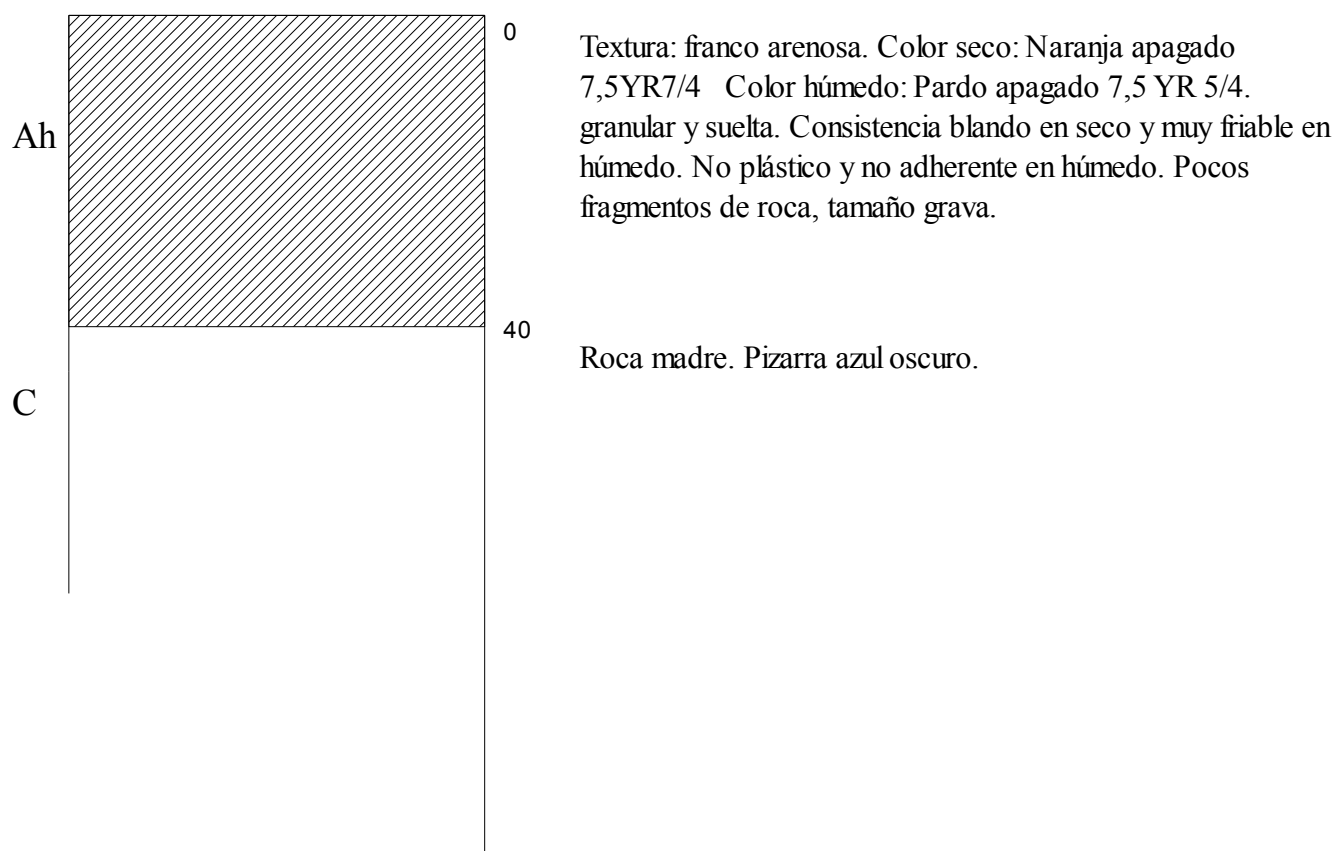 0
Textura: franco arenosa. Color seco: Naranja apagado
7,5YR7/4 Color húmedo: Pardo apagado 7,5 YR 5/4.
granular y suelta. Consistencia blando en seco y muy friable en
húmedo. No plástico y no adherente en húmedo. Pocos
fragmentos de roca, tamaño grava.
Ah
40
Roca madre. Pizarra azul oscuro.
C